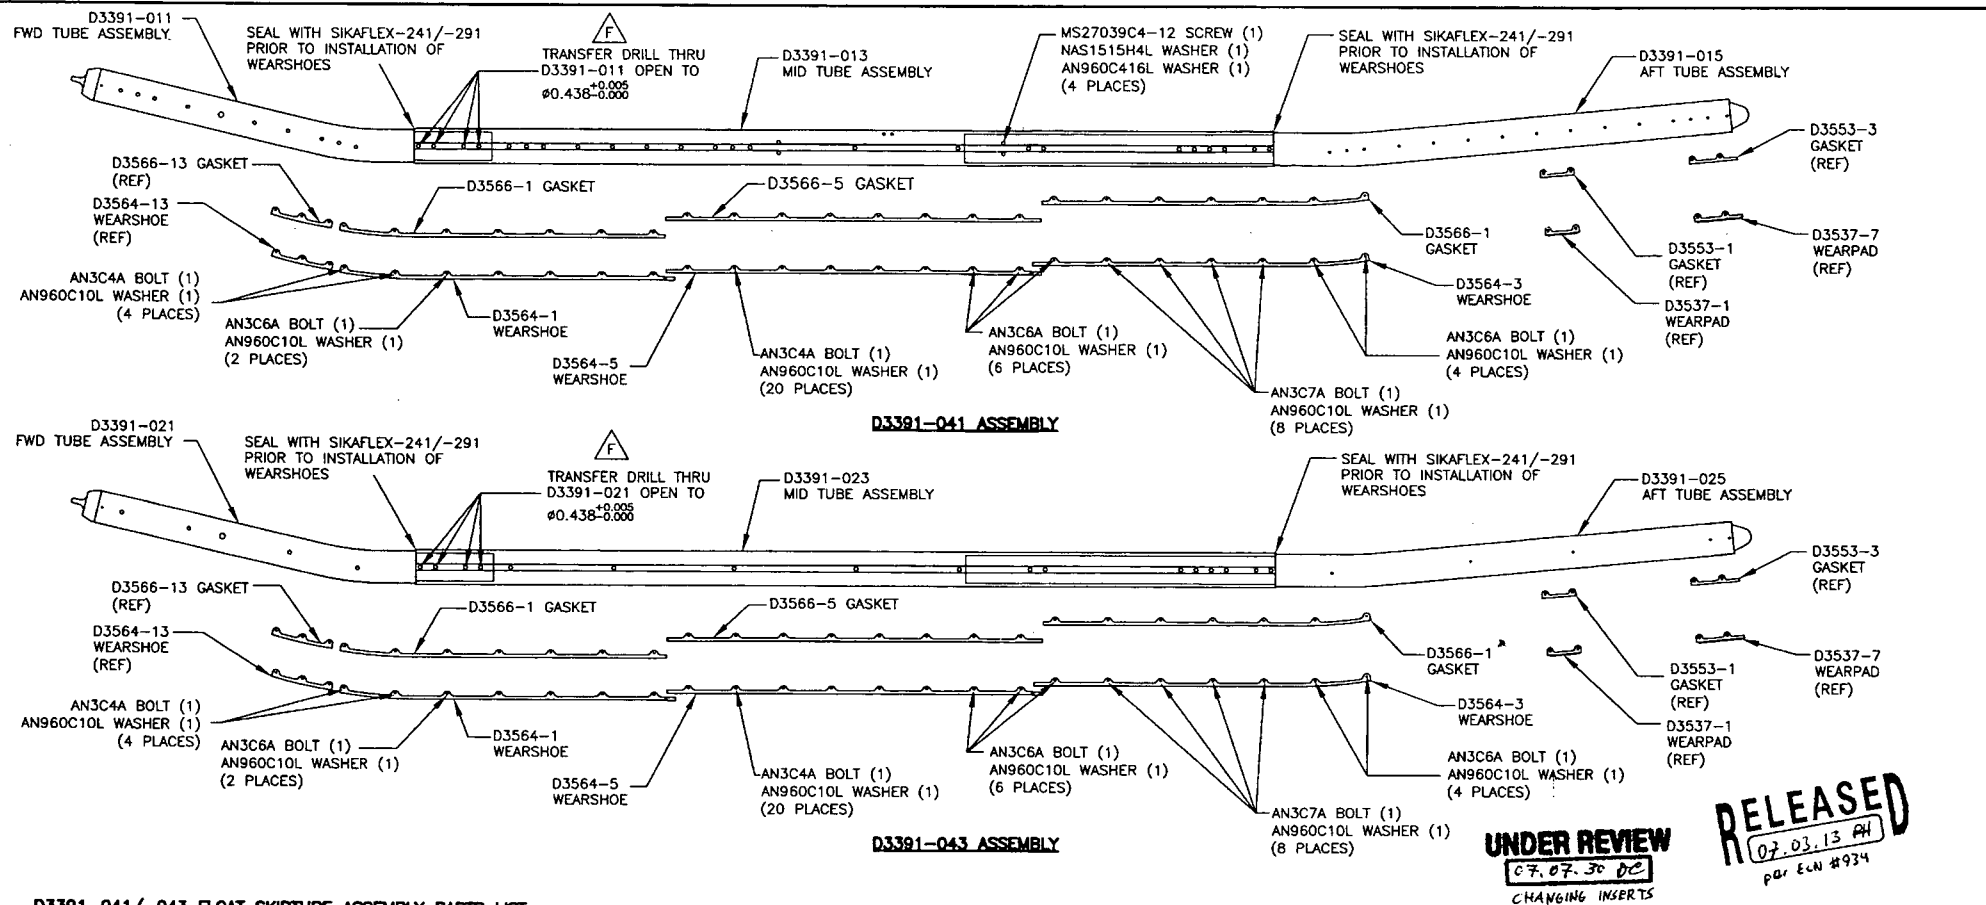 D3391-011
FWD TUBE ASSEMBLY
SEAL WITH SIKAFLEX-241/-291
PRIOR TO INSTALLATION OF
WEARSHOES
F
TRANSFER DRILL THRU
D3391-011 OPEN TO
ø0.438+0.005-0.000
D3391-013
MID TUBE ASSEMBLY
MS27039C4-12 SCREW (1)
NAS1515H4L WASHER (1)
AN960C416L WASHER (1)
(4 PLACES)
SEAL WITH SIKAFLEX-241/-291
PRIOR TO INSTALLATION OF
WEARSHOES
D3391-015
AFT TUBE ASSEMBLY
D3553-3
GASKET
(REF)
D3566-13 GASKET
(REF)
D3564-13
WEARSHOE
(REF)
D3566-1 GASKET
D3566-5 GASKET
D3566-1
GASKET
D3553-1
GASKET
(REF)
D3537-7
WEARPAD
(REF)
AN3C4A BOLT (1)
AN960C10L WASHER (1)
(4 PLACES)
AN3C6A BOLT (1)
AN960C10L WASHER (1)
(2 PLACES)
D3564-1
WEARSHOE
D3564-5
WEARSHOE
AN3C4A BOLT (1)
AN960C10L WASHER (1)
(20 PLACES)
AN3C6A BOLT (1)
AN960C10L WASHER (1)
(6 PLACES)
D3564-3
WEARSHOE
AN3C6A BOLT (1)
AN960C10L WASHER (1)
(4 PLACES)
D3537-1
WEARPAD
(REF)
AN3C7A BOLT (1)
AN960C10L WASHER (1)
(8 PLACES)
D3391-041 ASSEMBLY
D3391-021
FWD TUBE ASSEMBLY
SEAL WITH SIKAFLEX-241/-291
PRIOR TO INSTALLATION OF
WEARSHOES
F
TRANSFER DRILL THRU
D3391-021 OPEN TO
ø0.438+0.005-0.000
D3391-023
MID TUBE ASSEMBLY
SEAL WITH SIKAFLEX-241/-291
PRIOR TO INSTALLATION OF
WEARSHOES
D3391-025
AFT TUBE ASSEMBLY
D3553-3
GASKET
(REF)
D3566-13 GASKET
(REF)
D3564-13
WEARSHOE
(REF)
D3566-1 GASKET
D3566-5 GASKET
D3566-1
GASKET
D3553-1
GASKET
(REF)
D3537-7
WEARPAD
(REF)
AN3C4A BOLT (1)
AN960C10L WASHER (1)
(4 PLACES)
AN3C6A BOLT (1)
AN960C10L WASHER (1)
(2 PLACES)
D3564-1
WEARSHOE
D3564-5
WEARSHOE
AN3C4A BOLT (1)
AN960C10L WASHER (1)
(20 PLACES)
AN3C6A BOLT (1)
AN960C10L WASHER (1)
(6 PLACES)
D3564-3
WEARSHOE
AN3C6A BOLT (1)
AN960C10L WASHER (1)
(4 PLACES)
D3537-1
WEARPAD
(REF)
AN3C7A BOLT (1)
AN960C10L WASHER (1)
(8 PLACES)
D3391-043 ASSEMBLY
UNDER REVIEW
07.07.30 DC
CHANGING INSERTS
RELEASED
07.03.13 PH
per ECN #934
D3391-041/-043 FLOAT SKIDTUBE ASSEMBLY PARTS LIST